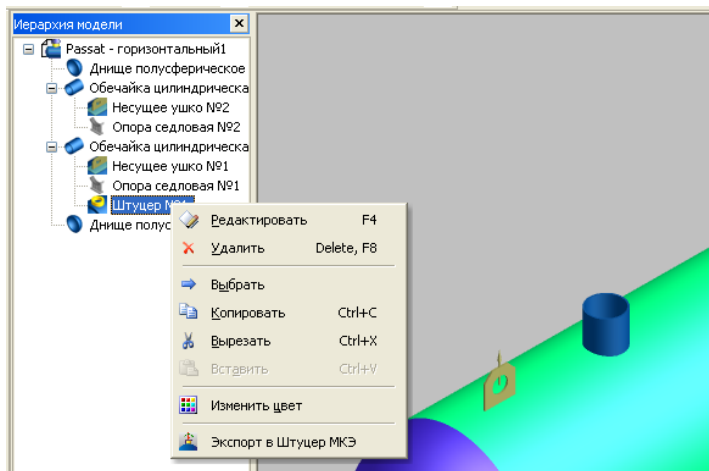 Иерархия модели
Passat - горизонтальный1
Днище полусферическое
Обечайка цилиндрическа
Несущее ушко №2
Опора седловая №2
Обечайка цилиндрическа
Несущее ушко №1
Опора седловая №1
Штуцер №1
Днище полус
Редактировать F4
Удалить Delete, F8
Выбрать
Копировать Ctrl+C
Вырезать Ctrl+X
Вставить Ctrl+V
Изменить цвет
Экспорт в Штуцер МКЭ